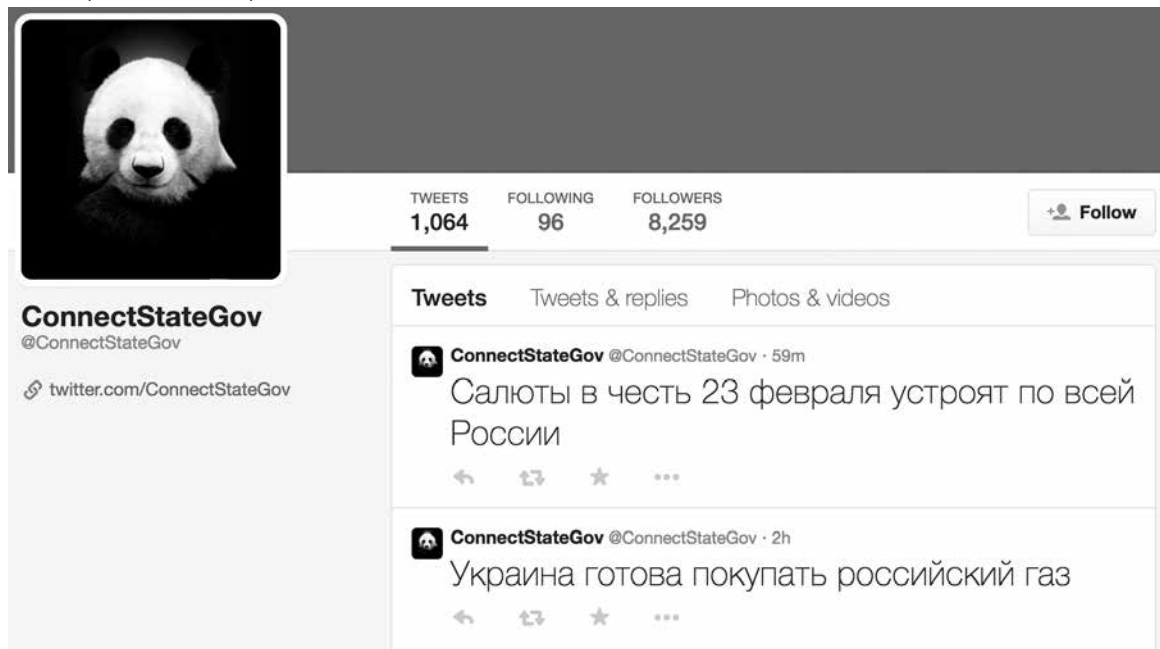 TWEETS FOLLOWING FOLLOWERS
1,064 96 8,259
Follow
ConnectStateGov
@ConnectStateGov
twitter.com/ConnectStateGov
Tweets Tweets & replies Photos & videos
ConnectStateGov @ConnectStateGov · 59m
Салюты в честь 23 февраля устроят по всей
России
ConnectStateGov @ConnectStateGov · 2h
Украина готова покупать российский газ